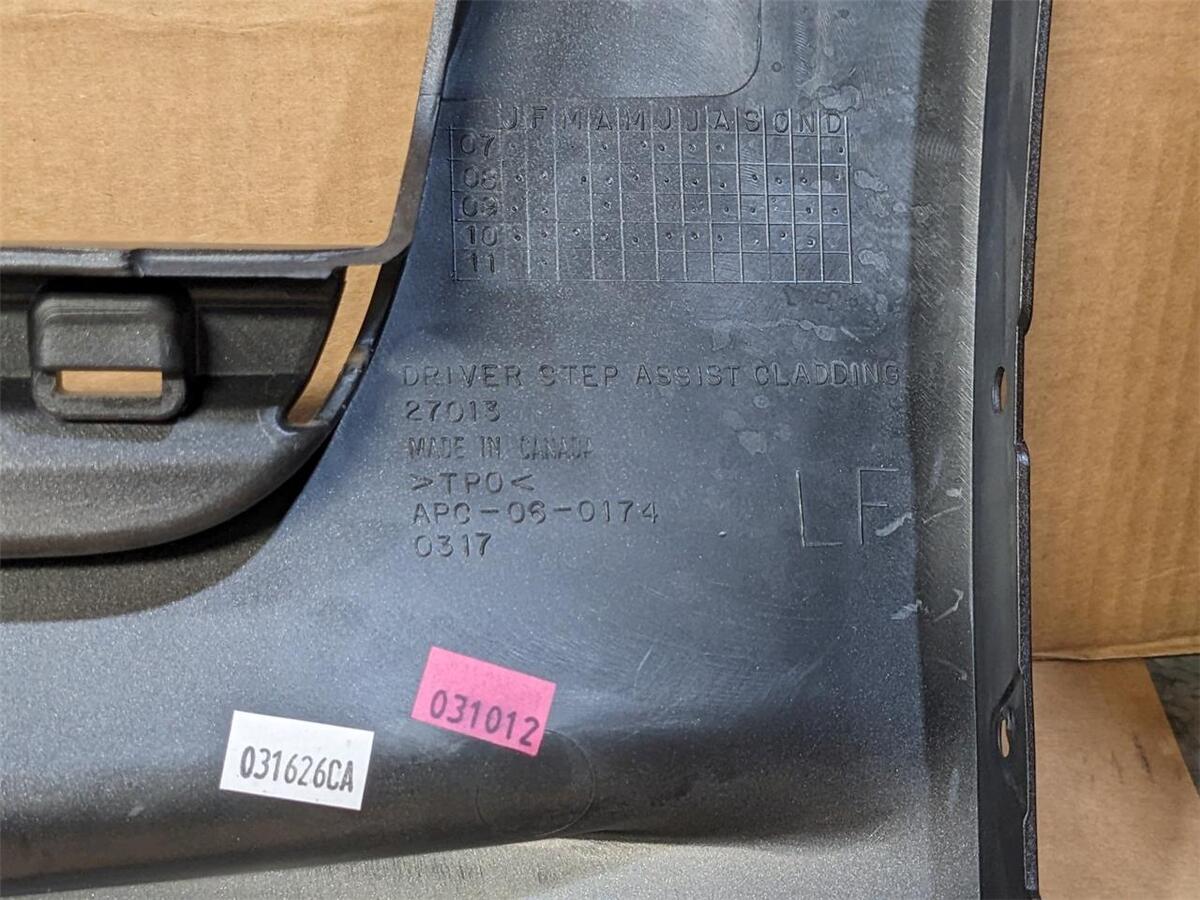 J F M A M J J A S O N D
07
08
09
10
11
DRIVER STEP ASSIST CLADDING
27013
MADE IN CANADA
>TPO<
APC-06-0174
0317
LF
031012
031626CA